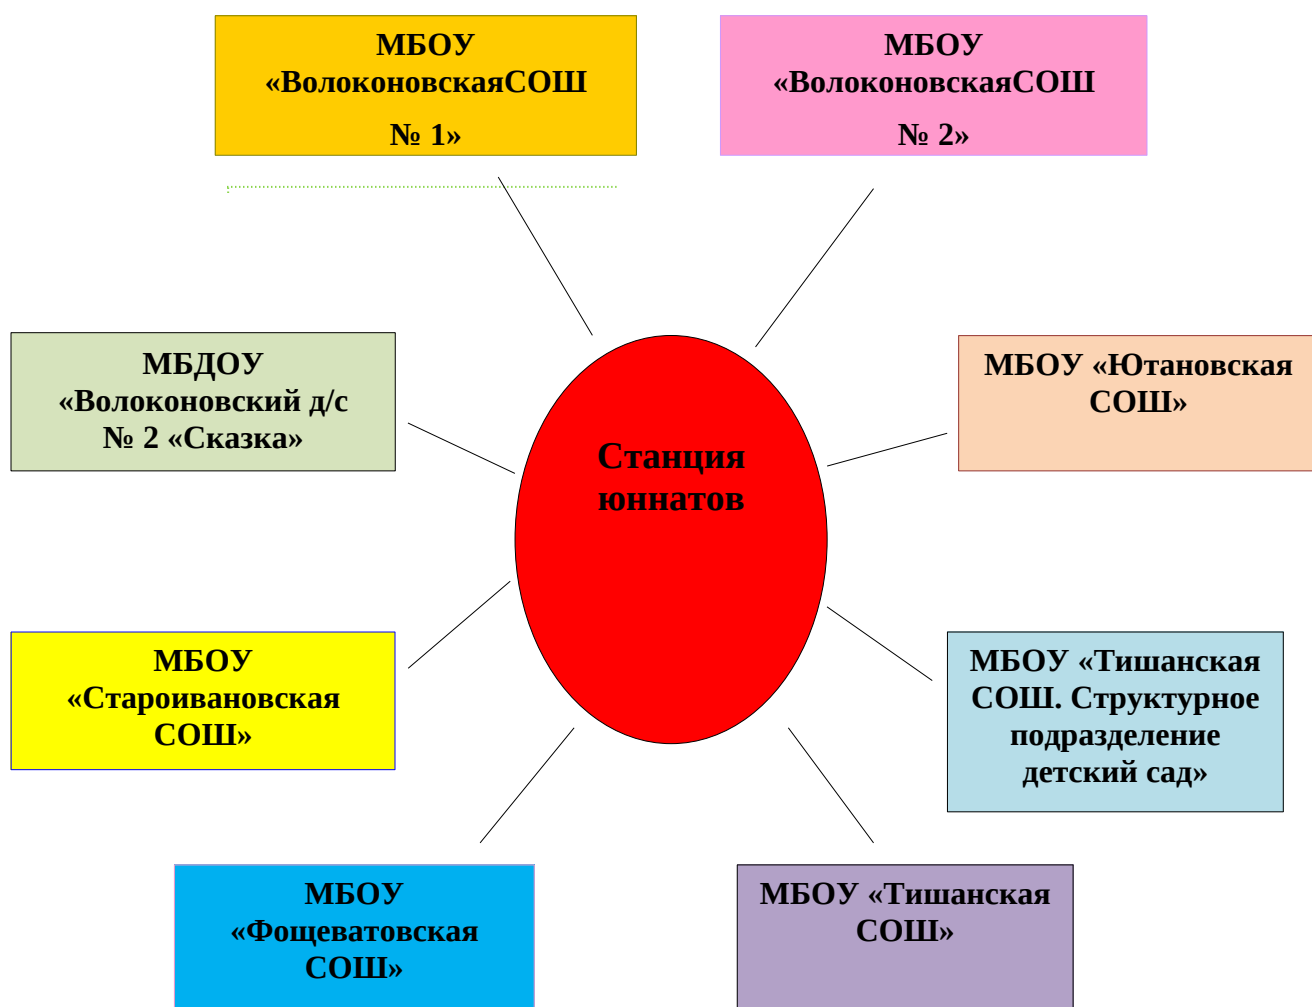 МБОУ
«ВолоконовскаяСОШ
№ 1»
МБОУ
«ВолоконовскаяСОШ
№ 2»
МБДОУ
«Волоконовский д/с
№ 2 «Сказка»
МБОУ «Ютановская
СОШ»
Станция
юннатов
МБОУ
«Староивановская
СОШ»
МБОУ «Тишанская
СОШ. Структурное
подразделение
детский сад»
МБОУ
«Фощеватовская
СОШ»
МБОУ «Тишанская
СОШ»